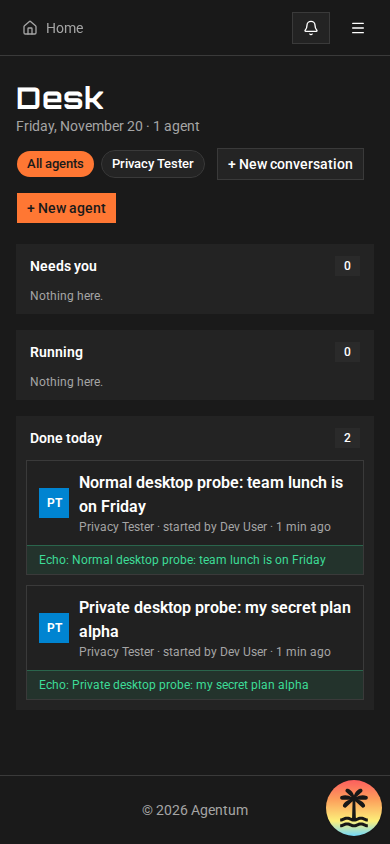 Home
Desk
Friday, November 20 · 1 agent
All agents
Privacy Tester
+ New conversation
+ New agent
Needs you
0
Nothing here.
Running
0
Nothing here.
Done today
2
PT
Normal desktop probe: team lunch is
on Friday
Privacy Tester · started by Dev User · 1 min ago
Echo: Normal desktop probe: team lunch is on Friday
PT
Private desktop probe: my secret plan
alpha
Privacy Tester · started by Dev User · 1 min ago
Echo: Private desktop probe: my secret plan alpha
© 2026 Agentum